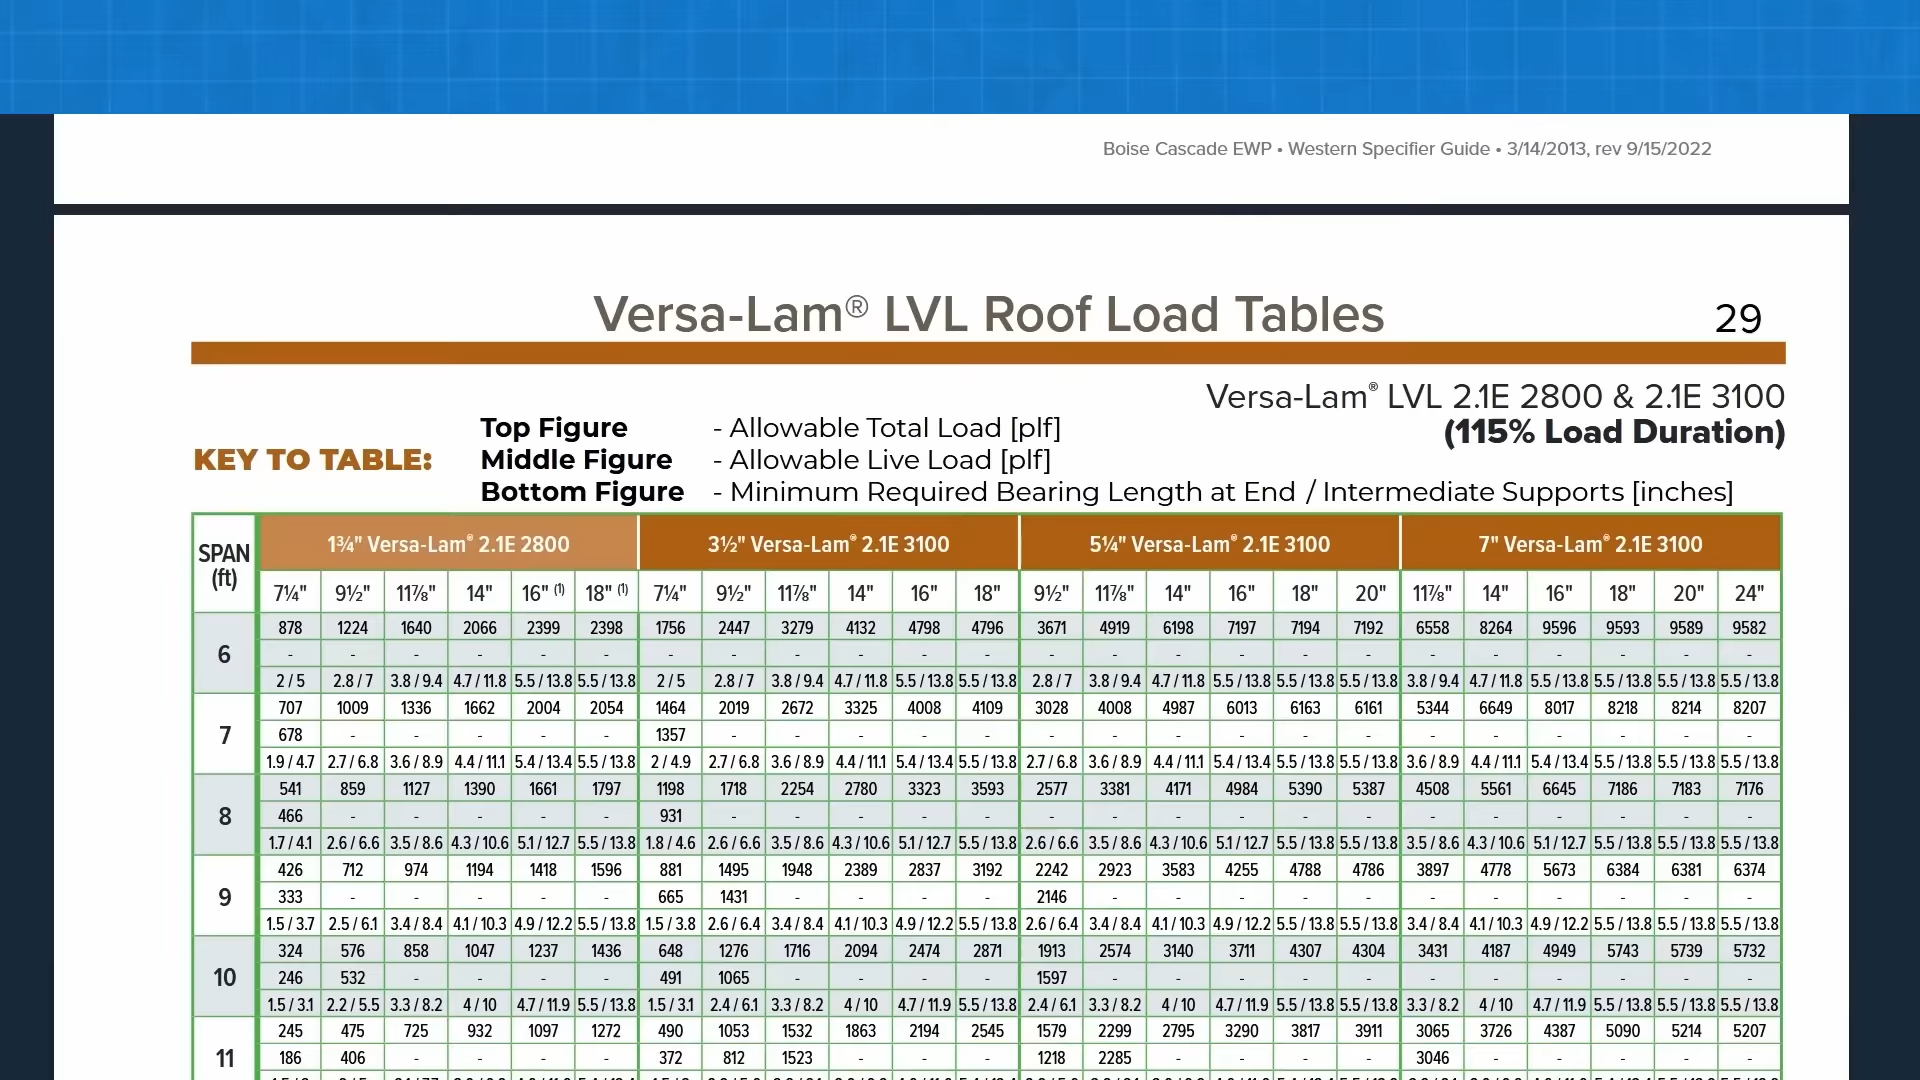 Boise Cascade EWP • Western Specifier Guide • 3/14/2013, rev 9/15/2022
Versa-Lam® LVL Roof Load Tables
29
Versa-Lam® LVL 2.1E 2800 & 2.1E 3100
(115% Load Duration)
KEY TO TABLE:
Top Figure - Allowable Total Load [plf]
Middle Figure - Allowable Live Load [plf]
Bottom Figure - Minimum Required Bearing Length at End / Intermediate Supports [inches]
SPAN (ft) 1¾" Versa-Lam® 2.1E 2800 3½" Versa-Lam® 2.1E 3100 5¼" Versa-Lam® 2.1E 3100 7" Versa-Lam® 2.1E 3100
7¼" 9½" 11⅞" 14" 16" (1) 18" (1) 7¼" 9½" 11⅞" 14" 16" 18" 9½" 11⅞" 14" 16" 18" 20" 11⅞" 14" 16" 18" 20" 24"
6
878 1224 1640 2066 2399 2398 1756 2447 3279 4132 4798 4796 3671 4919 6198 7197 7194 7192 6558 8264 9596 9593 9589 9582
- - - - - - - - - - - - - - - - - - - - - - - -
2 / 5 2.8 / 7 3.8 / 9.4 4.7 / 11.8 5.5 / 13.8 5.5 / 13.8 2 / 5 2.8 / 7 3.8 / 9.4 4.7 / 11.8 5.5 / 13.8 5.5 / 13.8 2.8 / 7 3.8 / 9.4 4.7 / 11.8 5.5 / 13.8 5.5 / 13.8 5.5 / 13.8 3.8 / 9.4 4.7 / 11.8 5.5 / 13.8 5.5 / 13.8 5.5 / 13.8 5.5 / 13.8
7
707 1009 1336 1662 2004 2054 1464 2019 2672 3325 4008 4109 3028 4008 4987 6013 6163 6161 5344 6649 8017 8218 8214 8207
678 - - - - - 1357 - - - - - - - - - - - - - - - - -
1.9 / 4.7 2.7 / 6.8 3.6 / 8.9 4.4 / 11.1 5.4 / 13.4 5.5 / 13.8 2 / 4.9 2.7 / 6.8 3.6 / 8.9 4.4 / 11.1 5.4 / 13.4 5.5 / 13.8 2.7 / 6.8 3.6 / 8.9 4.4 / 11.1 5.4 / 13.4 5.5 / 13.8 5.5 / 13.8 3.6 / 8.9 4.4 / 11.1 5.4 / 13.4 5.5 / 13.8 5.5 / 13.8 5.5 / 13.8
8
541 859 1127 1390 1661 1797 1198 1718 2254 2780 3323 3593 2577 3381 4171 4984 5390 5387 4508 5561 6645 7186 7183 7176
466 - - - - - 931 - - - - - - - - - - - - - - - - -
1.7 / 4.1 2.6 / 6.6 3.5 / 8.6 4.3 / 10.6 5.1 / 12.7 5.5 / 13.8 1.8 / 4.6 2.6 / 6.6 3.5 / 8.6 4.3 / 10.6 5.1 / 12.7 5.5 / 13.8 2.6 / 6.6 3.5 / 8.6 4.3 / 10.6 5.1 / 12.7 5.5 / 13.8 5.5 / 13.8 3.5 / 8.6 4.3 / 10.6 5.1 / 12.7 5.5 / 13.8 5.5 / 13.8 5.5 / 13.8
9
426 712 974 1194 1418 1596 881 1495 1948 2389 2837 3192 2242 2923 3583 4255 4788 4786 3897 4778 5673 6384 6381 6374
333 - - - - - 665 1431 - - - - 2146 - - - - - - - - - - -
1.5 / 3.7 2.5 / 6.1 3.4 / 8.4 4.1 / 10.3 4.9 / 12.2 5.5 / 13.8 1.5 / 3.8 2.6 / 6.4 3.4 / 8.4 4.1 / 10.3 4.9 / 12.2 5.5 / 13.8 2.6 / 6.4 3.4 / 8.4 4.1 / 10.3 4.9 / 12.2 5.5 / 13.8 5.5 / 13.8 3.4 / 8.4 4.1 / 10.3 4.9 / 12.2 5.5 / 13.8 5.5 / 13.8 5.5 / 13.8
10
324 576 858 1047 1237 1436 648 1276 1716 2094 2474 2871 1913 2574 3140 3711 4307 4304 3431 4187 4949 5743 5739 5732
246 532 - - - - 491 1065 - - - - 1597 - - - - - - - - - - -
1.5 / 3.1 2.2 / 5.5 3.3 / 8.2 4 / 10 4.7 / 11.9 5.5 / 13.8 1.5 / 3.1 2.4 / 6.1 3.3 / 8.2 4 / 10 4.7 / 11.9 5.5 / 13.8 2.4 / 6.1 3.3 / 8.2 4 / 10 4.7 / 11.9 5.5 / 13.8 5.5 / 13.8 3.3 / 8.2 4 / 10 4.7 / 11.9 5.5 / 13.8 5.5 / 13.8 5.5 / 13.8
11
245 475 725 932 1097 1272 490 1053 1532 1863 2194 2545 1579 2299 2795 3290 3817 3911 3065 3726 4387 5090 5214 5207
186 406 - - - - 372 812 1523 - - - 1218 2285 - - - - 3046 - - - - -